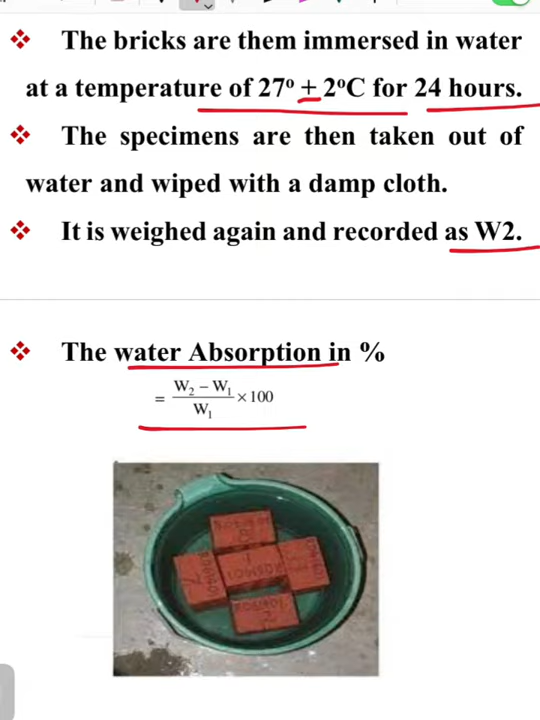 ❖ The bricks are them immersed in water
at a temperature of 27º + 2ºC for 24 hours.
❖ The specimens are then taken out of
water and wiped with a damp cloth.
❖ It is weighed again and recorded as W2.
❖ The water Absorption in %
= (W₂ – W₁)/W₁ × 100